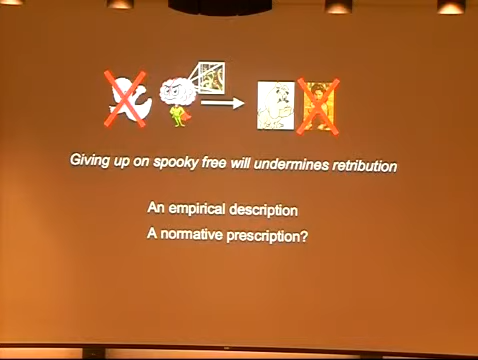 Giving up on spooky free will undermines retribution
An empirical description
A normative prescription?